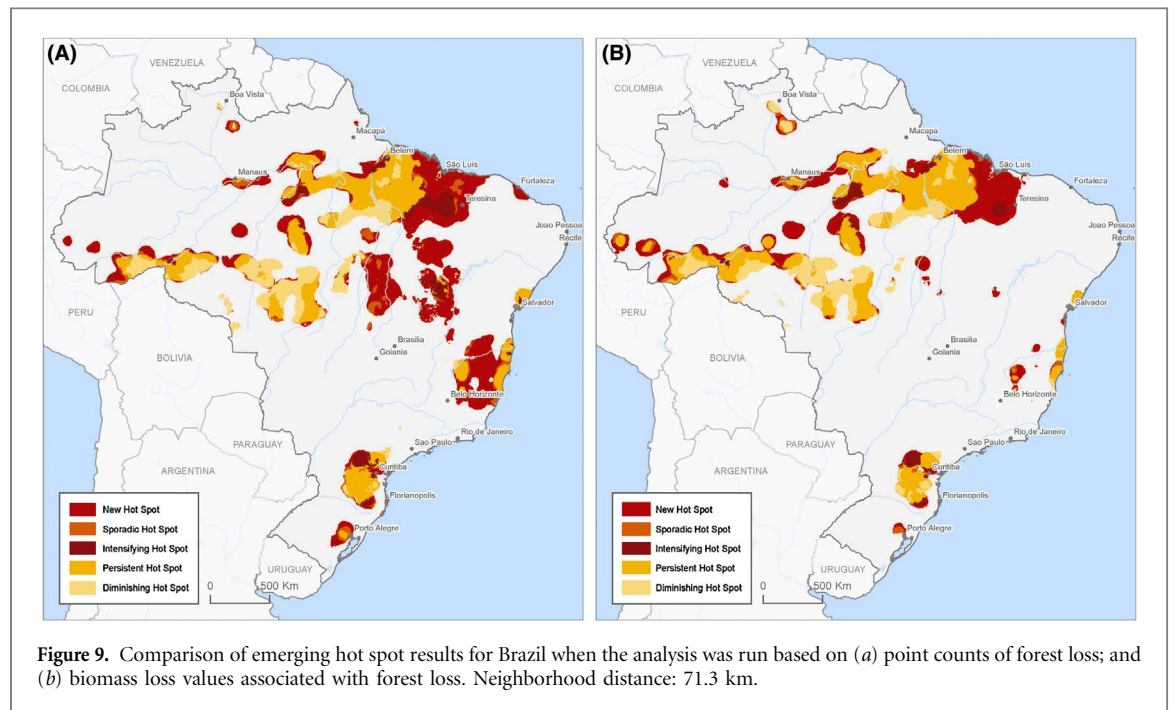 (A)
VENEZUELA
COLOMBIA
Boa Vista
Macapá
Belem
São Luis
Manaus
Fortaleza
Teresina
Joao Pessoa
Recife
PERU
Salvador
BOLIVIA
Brasilia
Goiania
Belo Horizonte
PARAGUAY
Rio de Janeiro
Sao Paulo
ARGENTINA
Curitiba
Florianopolis
Porto Alegre
URUGUAY
New Hot Spot
Sporadic Hot Spot
Intensifying Hot Spot
Persistent Hot Spot
Diminishing Hot Spot
0 500 Km
(B)
VENEZUELA
COLOMBIA
Boa Vista
Macapá
Belem
São Luis
Manaus
Fortaleza
Teresina
Joao Pessoa
Recife
PERU
Salvador
BOLIVIA
Brasilia
Goiania
Belo Horizonte
PARAGUAY
Rio de Janeiro
Sao Paulo
ARGENTINA
Curitiba
Florianopolis
Porto Alegre
URUGUAY
New Hot Spot
Sporadic Hot Spot
Intensifying Hot Spot
Persistent Hot Spot
Diminishing Hot Spot
0 500 Km
Figure 9. Comparison of emerging hot spot results for Brazil when the analysis was run based on (a) point counts of forest loss; and
(b) biomass loss values associated with forest loss. Neighborhood distance: 71.3 km.